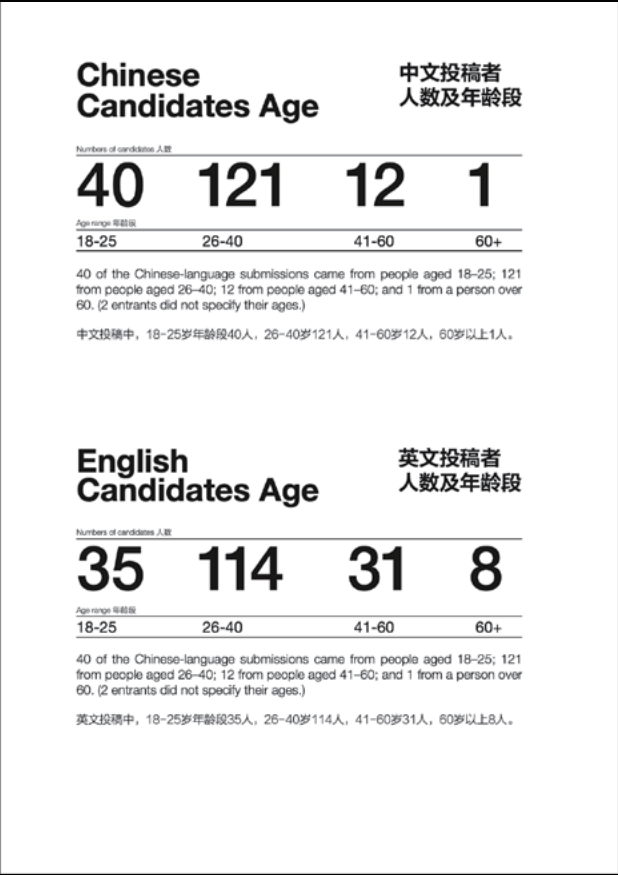 Chinese
Candidates Age
中文投稿者
人数及年龄段
Numbers of candidates 人数
40 121 12 1
Age range 年龄段
18-25 26-40 41-60 60+
40 of the Chinese-language submissions came from people aged 18–25; 121
from people aged 26–40; 12 from people aged 41–60; and 1 from a person over
60. (2 entrants did not specify their ages.)
中文投稿中，18-25岁年龄段40人，26-40岁121人，41-60岁12人，60岁以上1人。
English
Candidates Age
英文投稿者
人数及年龄段
Numbers of candidates 人数
35 114 31 8
Age range 年龄段
18-25 26-40 41-60 60+
40 of the Chinese-language submissions came from people aged 18–25; 121
from people aged 26–40; 12 from people aged 41–60; and 1 from a person over
60. (2 entrants did not specify their ages.)
英文投稿中，18-25岁年龄段35人，26-40岁114人，41-60岁31人，60岁以上8人。